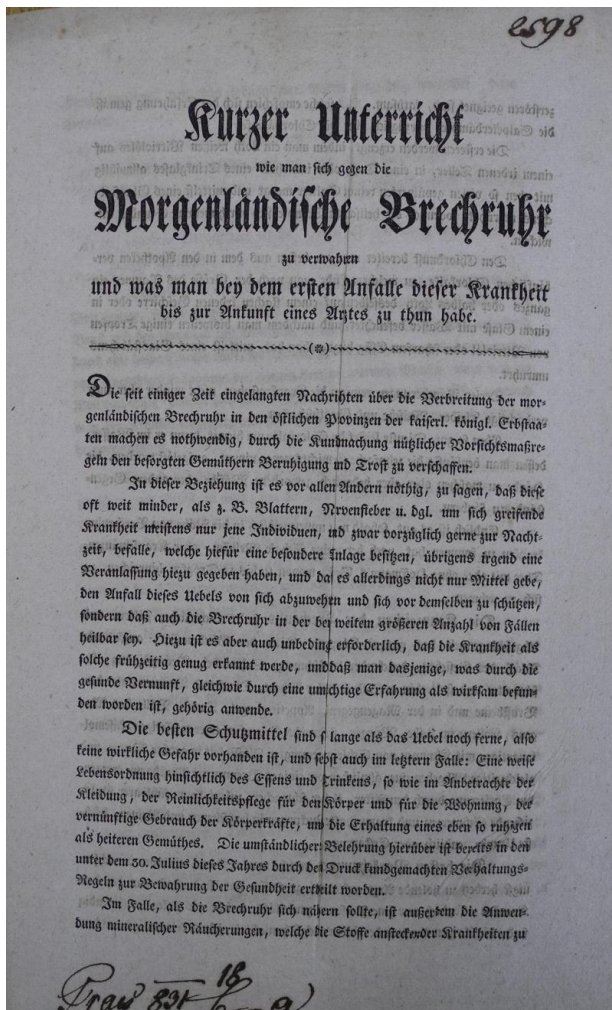 2598
Kurzer Unterricht
wie man sich gegen die
Morgenländische Brechruhr
zu verwahren
und was man bey dem ersten Anfalle dieser Krankheit
bis zur Ankunft eines Arztes zu thun habe.
Die seit einiger Zeit eingelangten Nachrihten über die Verbreitung der mor-
genländischen Brechruhr in den östlichen Povinzen der kaiserl. königl. Erbstaa-
ten machen es nothwendig, durch die Kundmachung nützlicher Vorsichtsmaßre-
geln den besorgten Gemüthern Beruhigung und Trost zu verschaffen.
In dieser Beziehung ist es vor allen Andern nöthig, zu sagen, daß diese
oft weit minder, als z. B. Blattern, Nrvenfieber u. dgl. um sich greifende
Krankheit meistens nur jene Individuen, und zwar vorzüglich gerne zur Nacht-
zeit, befalle, welche hiefür eine besondere Anlage besitzen, übrigens irgend eine
Veranlassung hiezu gegeben haben, und daß es allerdings nicht nur Mittel gebe,
den Anfall dieses Uebels von sich abzuwehren und sich vor demselben zu schützen,
sondern daß auch die Brechruhr in der bei weitem größeren Anzahl von Fällen
heilbar sey. Hiezu ist es aber auch unbedingt erforderlich, daß die Krankheit als
solche frühzeitig genug erkannt werde, und daß man dasjenige, was durch die
gesunde Vernunft, gleichwie durch eine umsichtige Erfahrung als wirksam befun-
den worden ist, gehörig anwende.
Die besten Schutzmittel sind so lange als das Uebel noch ferne, also
keine wirkliche Gefahr vorhanden ist, und selbst auch im letztern Falle: Eine weise
Lebensordnung hinsichtlich des Essens und Trinkens, so wie im Anbetrachte der
Kleidung, der Reinlichkeitspflege für den Körper und für die Wohnung, der
vernünftige Gebrauch der Körperkräfte, und die Erhaltung eines eben so ruhigen
als heiteren Gemüthes. Die umständlichere Belehrung hierüber ist bereits in den
unter dem 30. Julius dieses Jahres durch den Druck kundgemachten Verhaltungs-
Regeln zur Bewahrung der Gesundheit ertheilt worden.
Im Falle, als die Brechruhr sich nähern sollte, ist außerdem die Anwen-
dung mineralischer Räucherungen, welche die Stoffe ansteckender Krankheiten zu